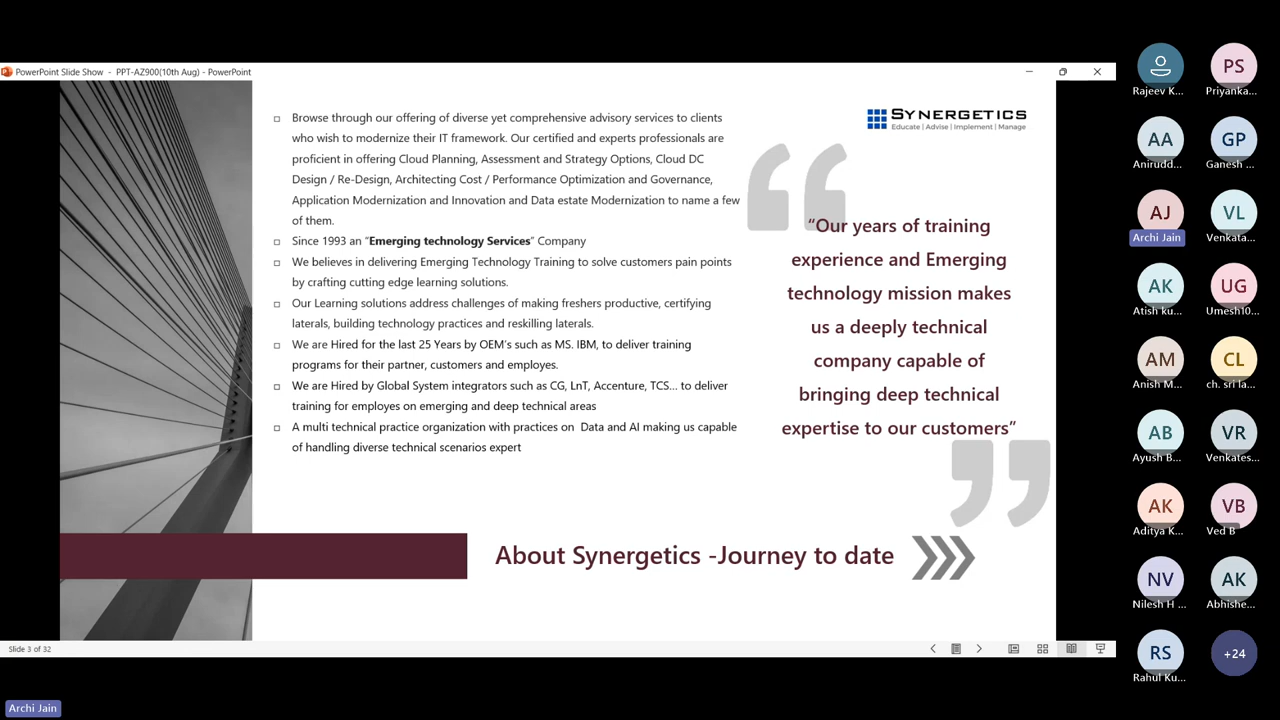 PowerPoint Slide Show - PPT-AZ900(10th Aug) - PowerPoint
Browse through our offering of diverse yet comprehensive advisory services to clients
who wish to modernize their IT framework. Our certified and experts professionals are
proficient in offering Cloud Planning, Assessment and Strategy Options, Cloud DC
Design / Re-Design, Architecting Cost / Performance Optimization and Governance,
Application Modernization and Innovation and Data estate Modernization to name a few
of them.
Since 1993 an “Emerging technology Services” Company
We believes in delivering Emerging Technology Training to solve customers pain points
by crafting cutting edge learning solutions.
Our Learning solutions address challenges of making freshers productive, certifying
laterals, building technology practices and reskilling laterals.
We are Hired for the last 25 Years by OEM’s such as MS. IBM, to deliver training
programs for their partner, customers and employes.
We are Hired by Global System integrators such as CG, LnT, Accenture, TCS... to deliver
training for employes on emerging and deep technical areas
A multi technical practice organization with practices on Data and AI making us capable
of handling diverse technical scenarios expert
SYNERGETICS
Educate | Advise | Implement | Manage
“Our years of training
experience and Emerging
technology mission makes
us a deeply technical
company capable of
bringing deep technical
expertise to our customers”
About Synergetics -Journey to date
Slide 3 of 32
Archi Jain
Rajeev K...
PS
Priyanka...
AA
Anirudd...
GP
Ganesh ...
AJ
Archi Jain
VL
Venkata...
AK
Atish ku...
UG
Umesh10...
AM
Anish M...
CL
ch. sri la...
AB
Ayush B...
VR
Venkates...
AK
Aditya K...
VB
Ved B
NV
Nilesh H ...
AK
Abhishe...
RS
Rahul Ku...
+24